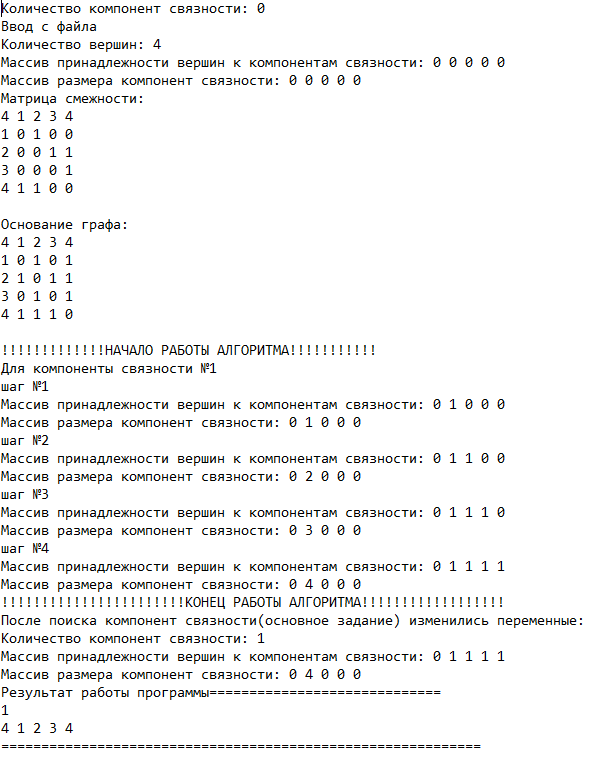 Количество компонент связности: 0
Ввод с файла
Количество вершин: 4
Массив принадлежности вершин к компонентам связности: 0 0 0 0 0
Массив размера компонент связности: 0 0 0 0 0
Матрица смежности:
4 1 2 3 4
1 0 1 0 0
2 0 0 1 1
3 0 0 0 1
4 1 1 0 0
Основание графа:
4 1 2 3 4
1 0 1 0 1
2 1 0 1 1
3 0 1 0 1
4 1 1 1 0
!!!!!!!!!!!!!НАЧАЛО РАБОТЫ АЛГОРИТМА!!!!!!!!!!!
Для компоненты связности №1
шаг №1
Массив принадлежности вершин к компонентам связности: 0 1 0 0 0
Массив размера компонент связности: 0 1 0 0 0
шаг №2
Массив принадлежности вершин к компонентам связности: 0 1 1 0 0
Массив размера компонент связности: 0 2 0 0 0
шаг №3
Массив принадлежности вершин к компонентам связности: 0 1 1 1 0
Массив размера компонент связности: 0 3 0 0 0
шаг №4
Массив принадлежности вершин к компонентам связности: 0 1 1 1 1
Массив размера компонент связности: 0 4 0 0 0
!!!!!!!!!!!!!!!!!!!!!!!КОНЕЦ РАБОТЫ АЛГОРИТМА!!!!!!!!!!!!!!!!!!
После поиска компонент связности(основное задание) изменились переменные:
Количество компонент связности: 1
Массив принадлежности вершин к компонентам связности: 0 1 1 1 1
Массив размера компонент связности: 0 4 0 0 0
Результат работы программы=============================
1
4 1 2 3 4
============================================================